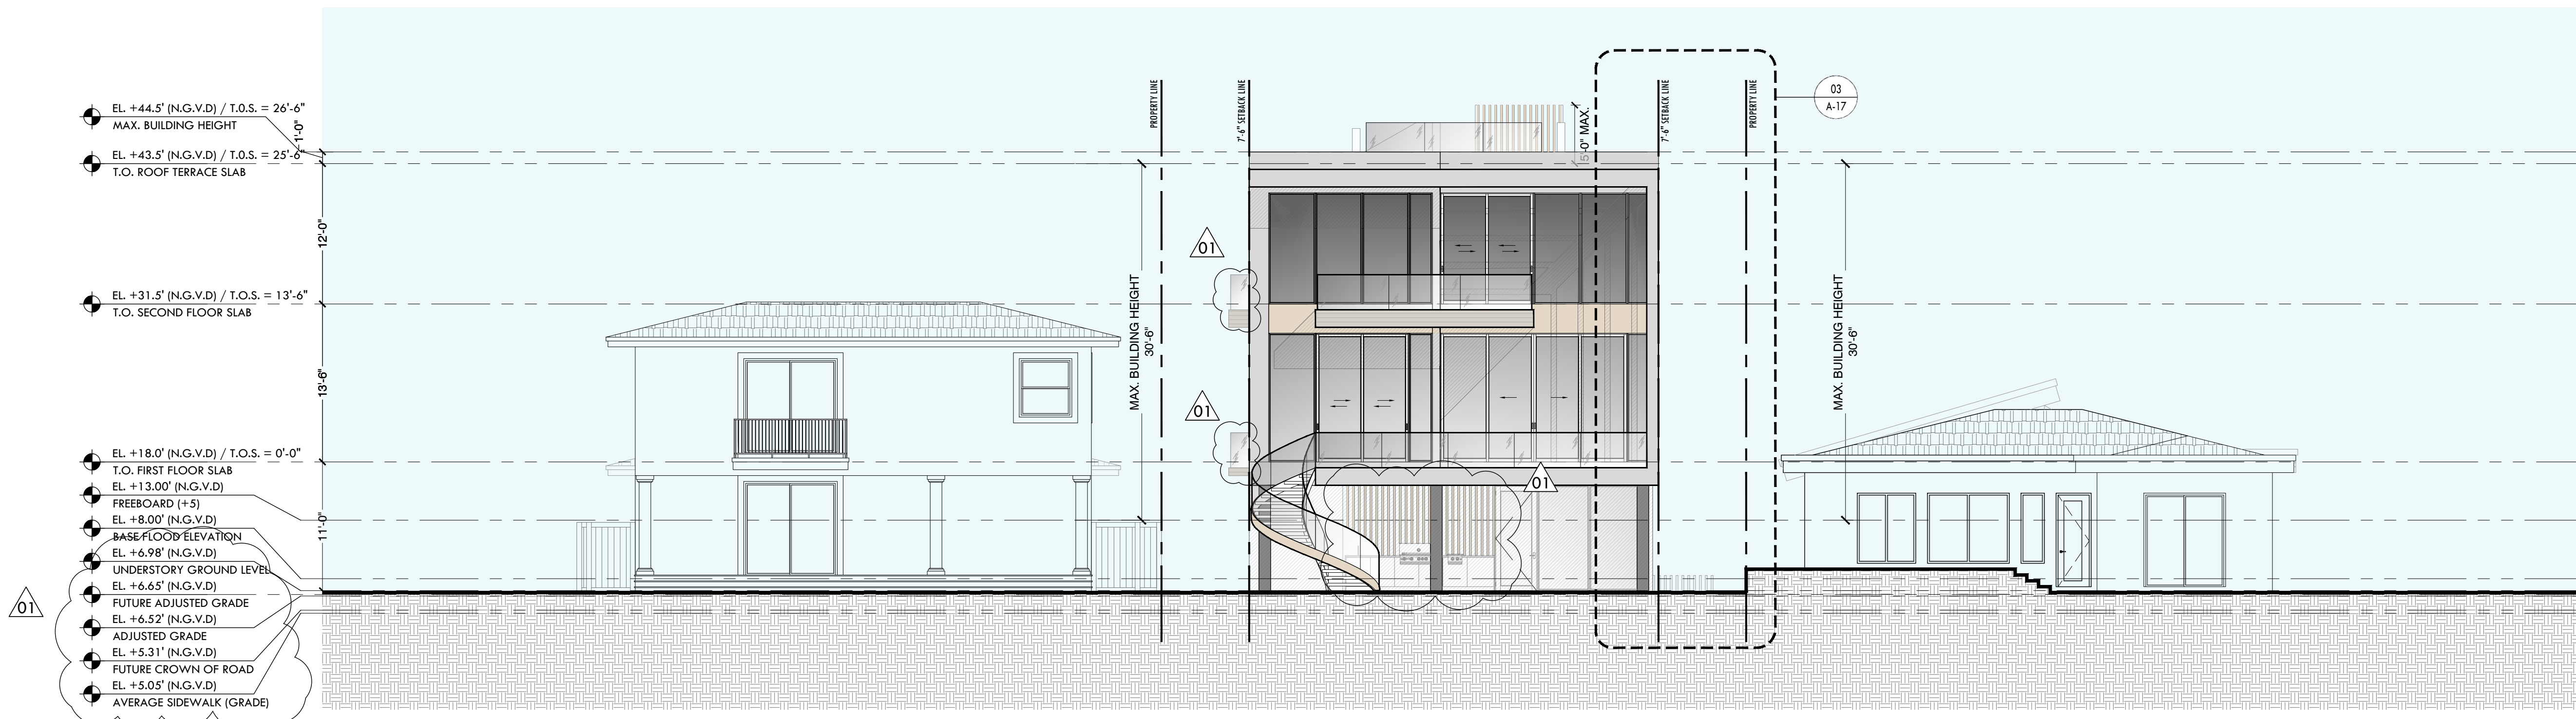 EL. +44.5' (N.G.V.D) / T.O.S. = 26'-6"
MAX. BUILDING HEIGHT
1'-0"
EL. +43.5' (N.G.V.D) / T.O.S. = 25'-6"
T.O. ROOF TERRACE SLAB
12'-0"
EL. +31.5' (N.G.V.D) / T.O.S. = 13'-6"
T.O. SECOND FLOOR SLAB
13'-6"
EL. +18.0' (N.G.V.D) / T.O.S. = 0'-0"
T.O. FIRST FLOOR SLAB
EL. +13.00' (N.G.V.D)
FREEBOARD (+5)
11'-0"
EL. +8.00' (N.G.V.D)
BASE FLOOD ELEVATION
EL. +6.98' (N.G.V.D)
UNDERSTORY GROUND LEVEL
EL. +6.65' (N.G.V.D)
FUTURE ADJUSTED GRADE
EL. +6.52' (N.G.V.D)
ADJUSTED GRADE
EL. +5.31' (N.G.V.D)
FUTURE CROWN OF ROAD
EL. +5.05' (N.G.V.D)
AVERAGE SIDEWALK (GRADE)
01
PROPERTY LINE
7'-6" SETBACK LINE
MAX. BUILDING HEIGHT
30'-6"
01
01
01
5'-0" MAX.
7'-6" SETBACK LINE
PROPERTY LINE
03
A-17
MAX. BUILDING HEIGHT
30'-6"